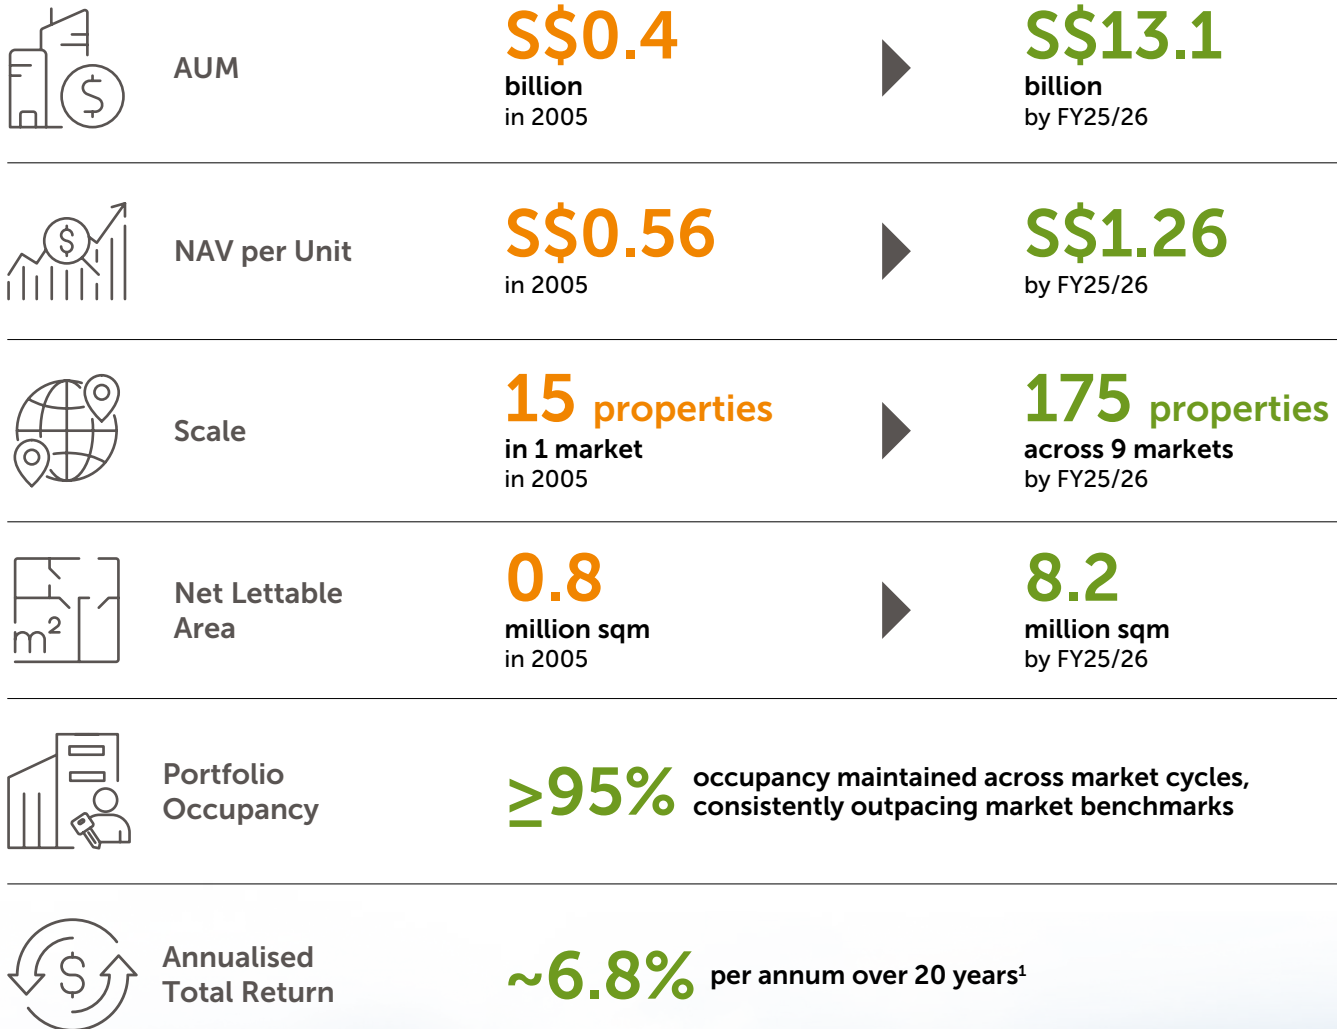 AUM
S$0.4
billion
in 2005
S$13.1
billion
by FY25/26
$
NAV per Unit
S$0.56
in 2005
S$1.26
by FY25/26
$
Scale
15 properties
in 1 market
in 2005
175 properties
across 9 markets
by FY25/26
Net Lettable
Area
m²
0.8
million sqm
in 2005
8.2
million sqm
by FY25/26
Portfolio
Occupancy
≥95%
occupancy maintained across market cycles,
consistently outpacing market benchmarks
Annualised
Total Return
$
~6.8% per annum over 20 years¹